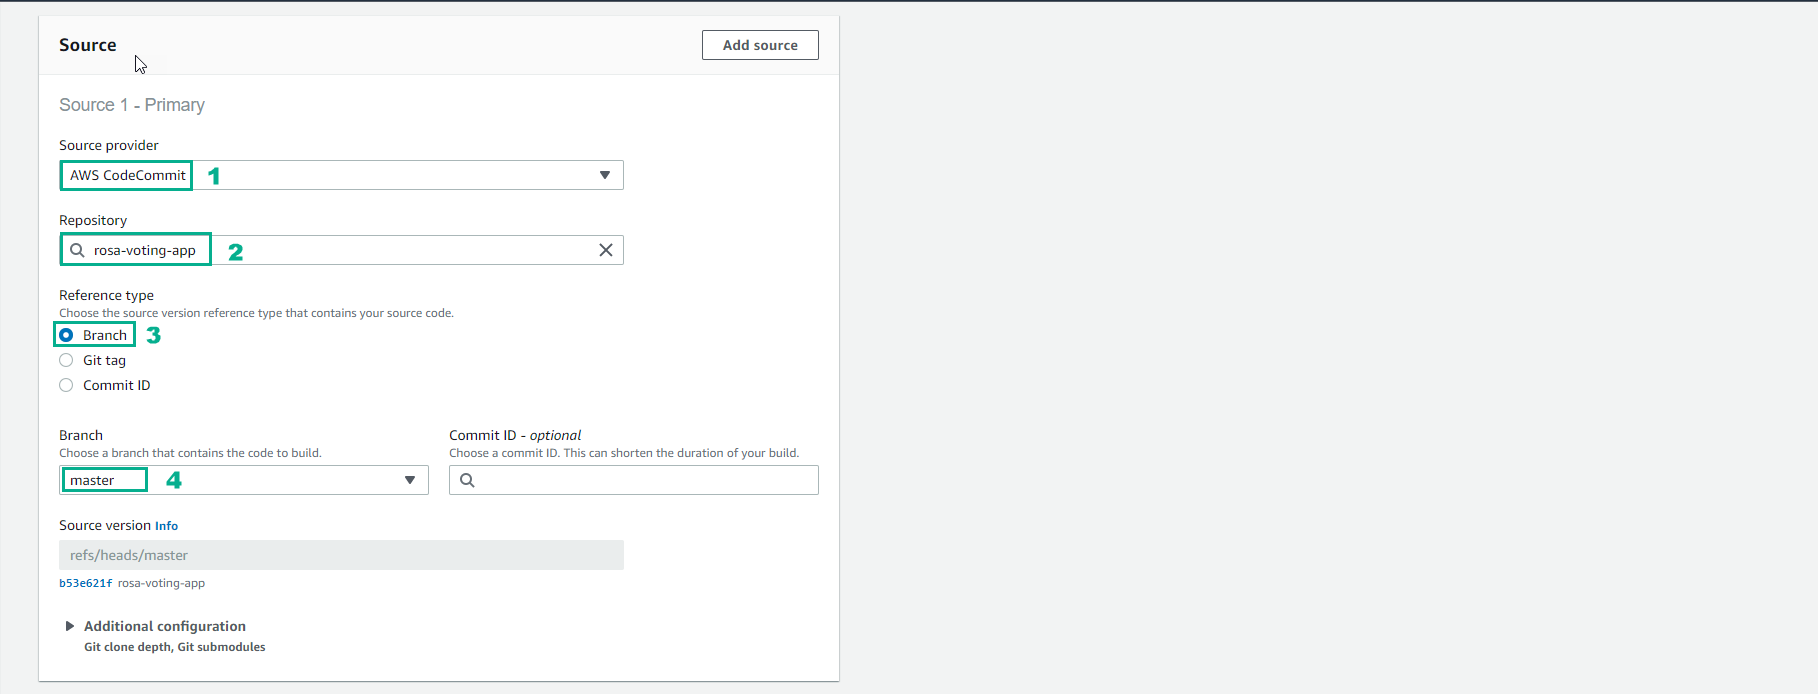 Source
Add source
Source 1 - Primary
Source provider
AWS CodeCommit 1
Repository
rosa-voting-app 2
Reference type
Choose the source version reference type that contains your source code.
Branch 3
Git tag
Commit ID
Branch
Choose a branch that contains the code to build.
master 4
Commit ID - optional
Choose a commit ID. This can shorten the duration of your build.
Source version Info
refs/heads/master
b53e621f rosa-voting-app
Additional configuration
Git clone depth, Git submodules